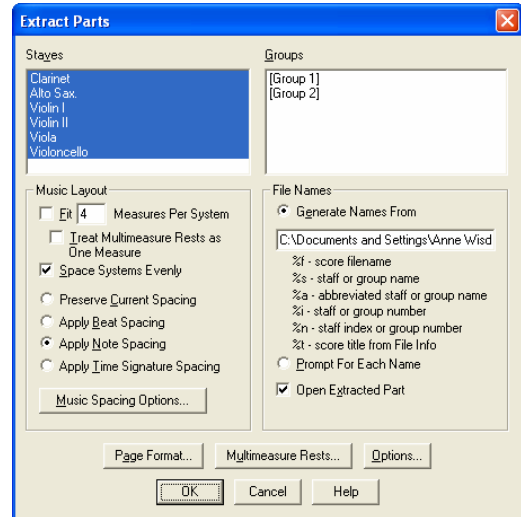 Extract Parts
Staves
Clarinet
Alto Sax.
Violin I
Violin II
Viola
Violoncello
Groups
[Group 1]
[Group 2]
Music Layout
Fit 4 Measures Per System
Treat Multimeasure Rests as
One Measure
Space Systems Evenly
Preserve Current Spacing
Apply Beat Spacing
Apply Note Spacing
Apply Time Signature Spacing
Music Spacing Options...
File Names
Generate Names From
C:\Documents and Settings\Anne Wisd
%f - score filename
%s - staff or group name
%a - abbreviated staff or group name
%i - staff or group number
%n - staff index or group number
%t - score title from File Info
Prompt For Each Name
Open Extracted Part
Page Format... Multimeasure Rests... Options...
OK Cancel Help